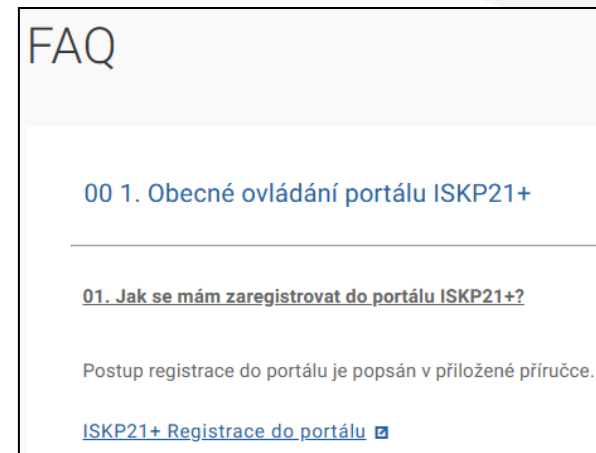 FAQ
00 1. Obecné ovládání portálu ISKP21+
01. Jak se mám zaregistrovat do portálu ISKP21+?
Postup registrace do portálu je popsán v přiložené příručce.
ISKP21+ Registrace do portálu